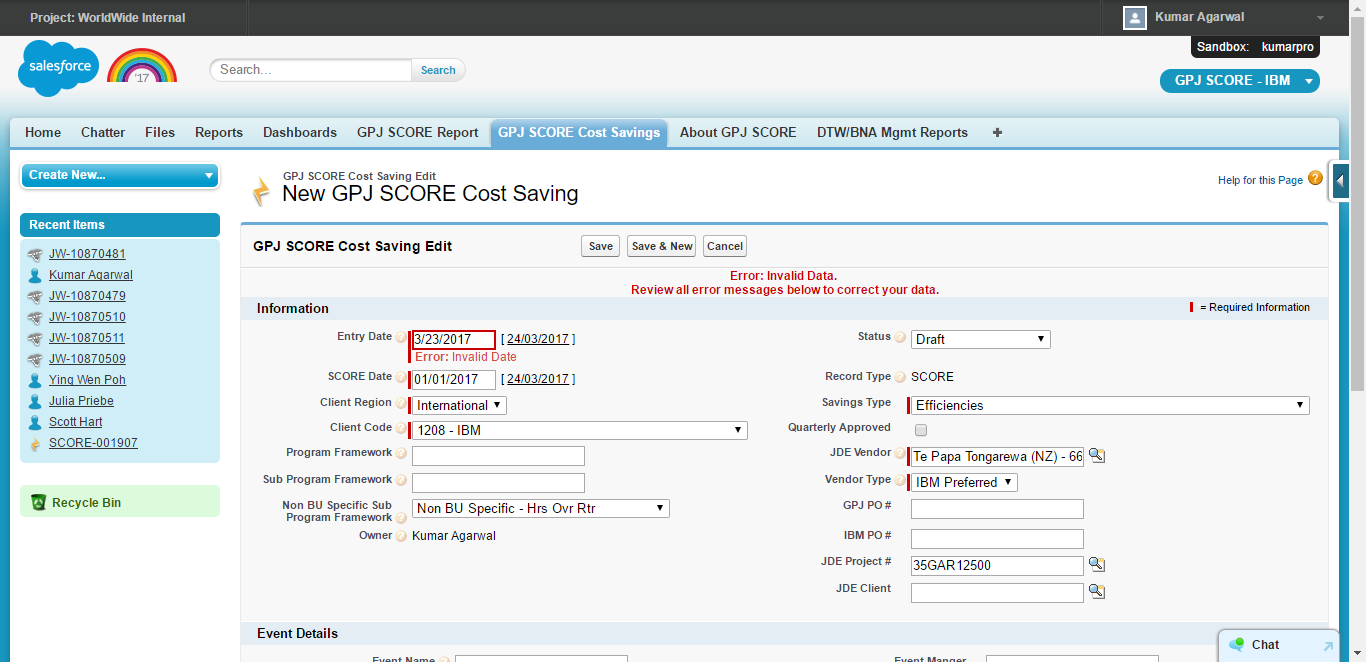 Project: WorldWide Internal
Kumar Agarwal
Sandbox: kumarpro
salesforce
'17
Search...
Search
GPJ SCORE - IBM
Home Chatter Files Reports Dashboards GPJ SCORE Report GPJ SCORE Cost Savings About GPJ SCORE DTW/BNA Mgmt Reports +
Create New...
Recent Items
JW-10870481
Kumar Agarwal
JW-10870479
JW-10870510
JW-10870511
JW-10870509
Ying Wen Poh
Julia Priebe
Scott Hart
SCORE-001907
Recycle Bin
GPJ SCORE Cost Saving Edit
New GPJ SCORE Cost Saving
Help for this Page ?
GPJ SCORE Cost Saving Edit
Save Save & New Cancel
Error: Invalid Data.
Review all error messages below to correct your data.
Information
= Required Information
Entry Date 3/23/2017 [ 24/03/2017 ]
Error: Invalid Date
SCORE Date 01/01/2017 [ 24/03/2017 ]
Client Region International
Client Code 1208 - IBM
Program Framework
Sub Program Framework
Non BU Specific Sub
Program Framework
Non BU Specific - Hrs Ovr Rtr
Owner Kumar Agarwal
Status Draft
Record Type SCORE
Savings Type Efficiencies
Quarterly Approved
JDE Vendor Te Papa Tongarewa (NZ) - 66
Vendor Type IBM Preferred
GPJ PO #
IBM PO #
JDE Project # 35GAR12500
JDE Client
Event Details
Event Name
Event Manger
Chat